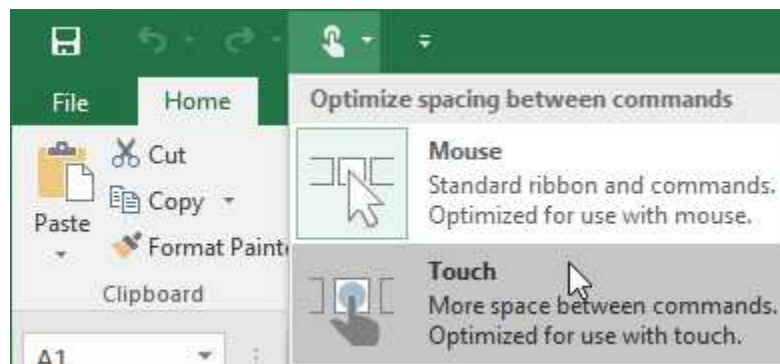 File
Home
Optimize spacing between commands
Cut
Copy
Paste
Format Painte
Clipboard
Mouse
Standard ribbon and commands.
Optimized for use with mouse.
Touch
More space between commands.
Optimized for use with touch.
A1